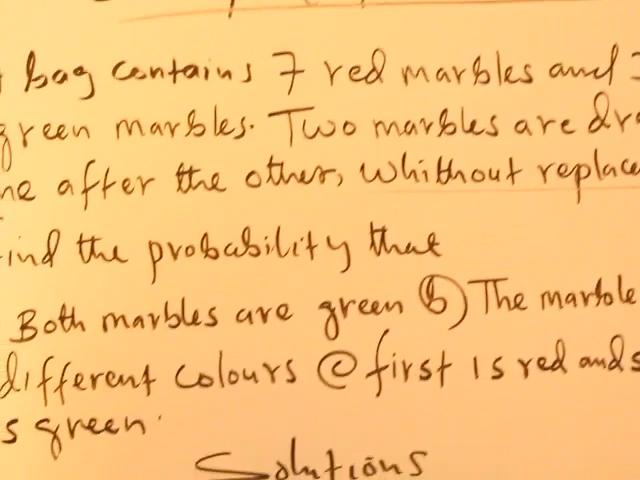 bag contains 7 red marbles and
green marbles. Two marbles are dra
ne after the other, whithout replace
ind the probability that
Both marbles are green (b) The marble
different colours (c) first is red and s
s green.
Solutions